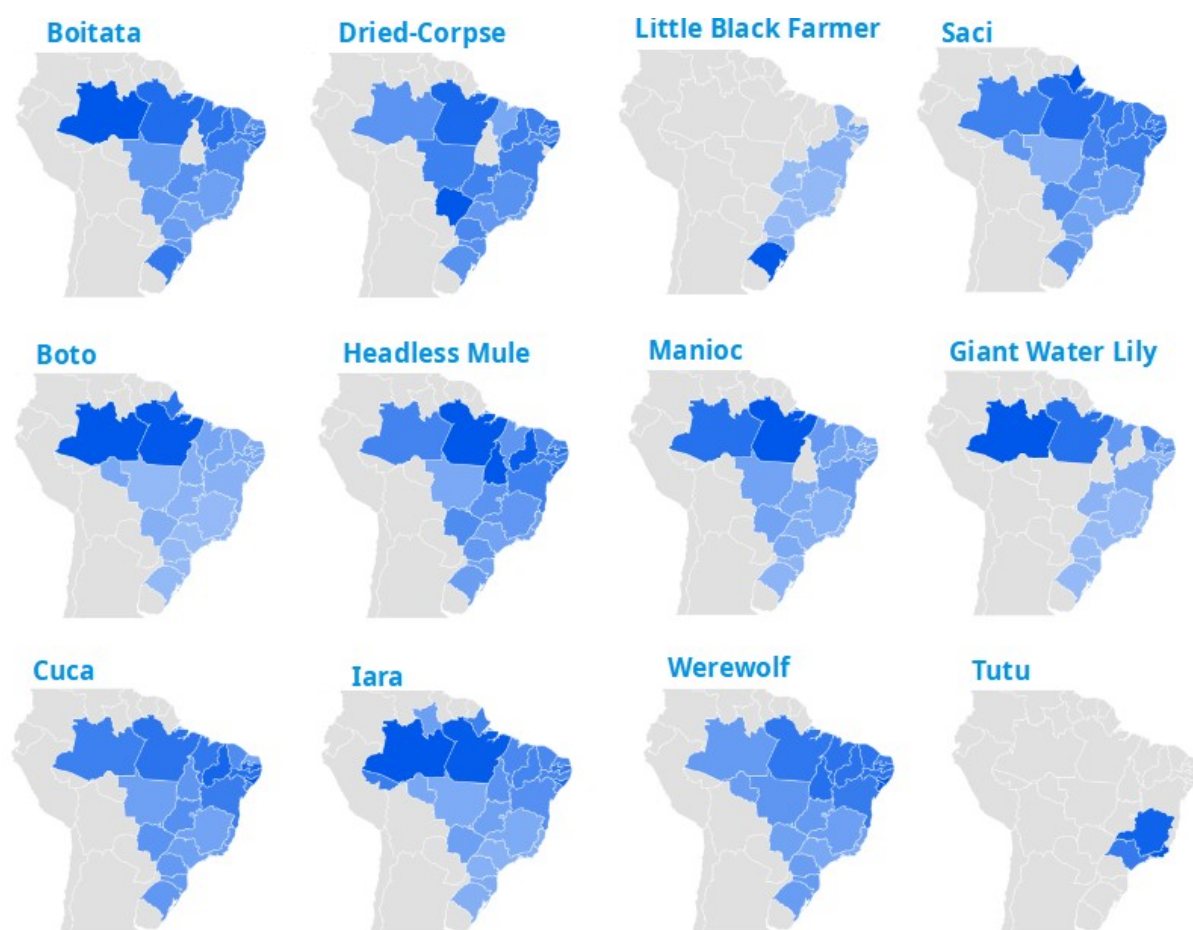 Boitata
Dried-Corpse
Little Black Farmer
Saci
Boto
Headless Mule
Manioc
Giant Water Lily
Cuca
Iara
Werewolf
Tutu